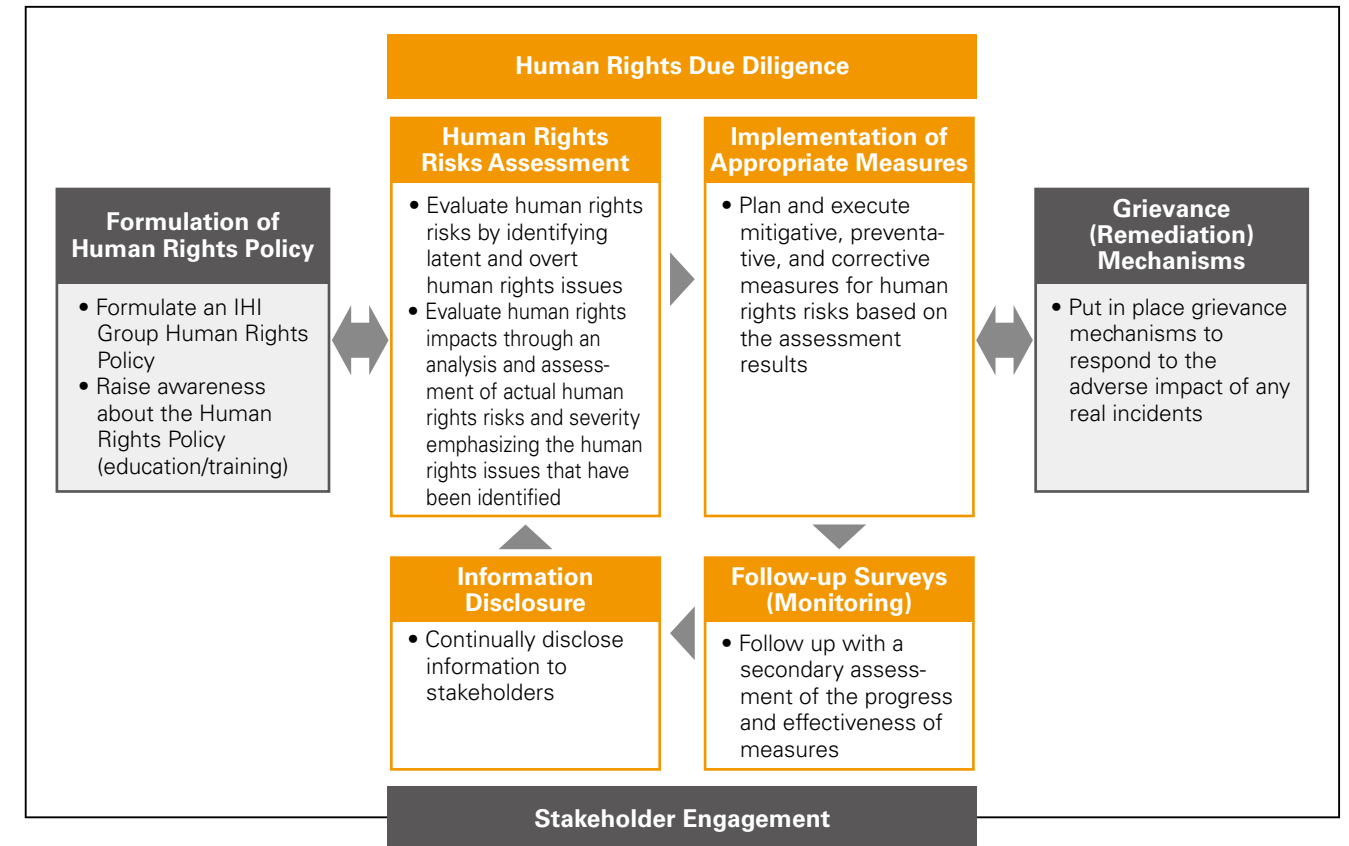 Human Rights Due Diligence
Formulation of
Human Rights Policy
• Formulate an IHI
Group Human Rights
Policy
• Raise awareness
about the Human
Rights Policy
(education/training)
Human Rights
Risks Assessment
• Evaluate human rights
risks by identifying
latent and overt
human rights issues
• Evaluate human rights
impacts through an
analysis and assess-
ment of actual human
rights risks and severity
emphasizing the human
rights issues that have
been identified
Implementation of
Appropriate Measures
• Plan and execute
mitigative, preventa-
tive, and corrective
measures for human
rights risks based on
the assessment
results
Grievance
(Remediation)
Mechanisms
• Put in place grievance
mechanisms to
respond to the
adverse impact of any
real incidents
Information
Disclosure
• Continually disclose
information to
stakeholders
Follow-up Surveys
(Monitoring)
• Follow up with a
secondary assess-
ment of the progress
and effectiveness of
measures
Stakeholder Engagement